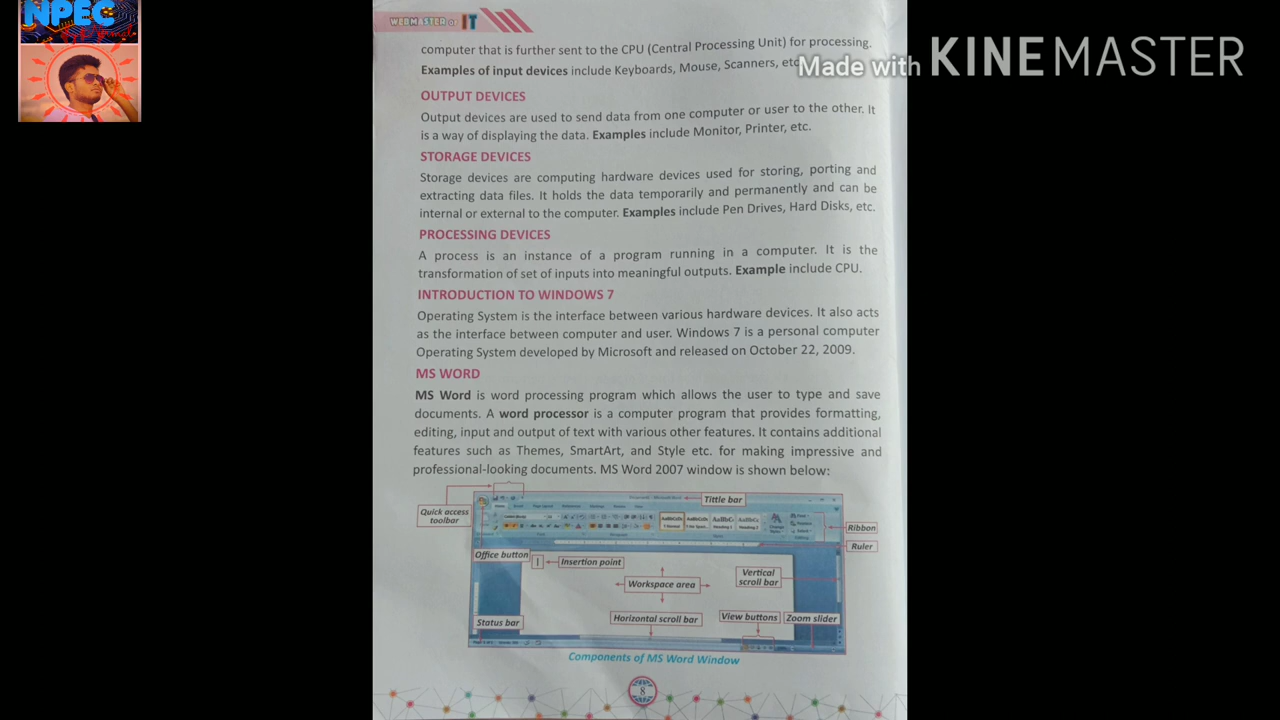 NPEC
Made with KINEMASTER
WEBMASTER OF IT
computer that is further sent to the CPU (Central Processing Unit) for processing.
Examples of input devices include Keyboards, Mouse, Scanners, etc
OUTPUT DEVICES
Output devices are used to send data from one computer or user to the other. It
is a way of displaying the data. Examples include Monitor, Printer, etc.
STORAGE DEVICES
Storage devices are computing hardware devices used for storing, porting and
extracting data files. It holds the data temporarily and permanently and can be
internal or external to the computer. Examples include Pen Drives, Hard Disks, etc.
PROCESSING DEVICES
A process is an instance of a program running in a computer. It is the
transformation of set of inputs into meaningful outputs. Example include CPU.
INTRODUCTION TO WINDOWS 7
Operating System is the interface between various hardware devices. It also acts
as the interface between computer and user. Windows 7 is a personal computer
Operating System developed by Microsoft and released on October 22, 2009.
MS WORD
MS Word is word processing program which allows the user to type and save
documents. A word processor is a computer program that provides formatting,
editing, input and output of text with various other features. It contains additional
features such as Themes, SmartArt, and Style etc. for making impressive and
professional-looking documents. MS Word 2007 window is shown below:
Tittle bar
Quick access
toolbar
Ribbon
Ruler
Office button
Insertion point
Vertical
scroll bar
Workspace area
Status bar
Horizontal scroll bar
View buttons
Zoom slider
Components of MS Word Window
8